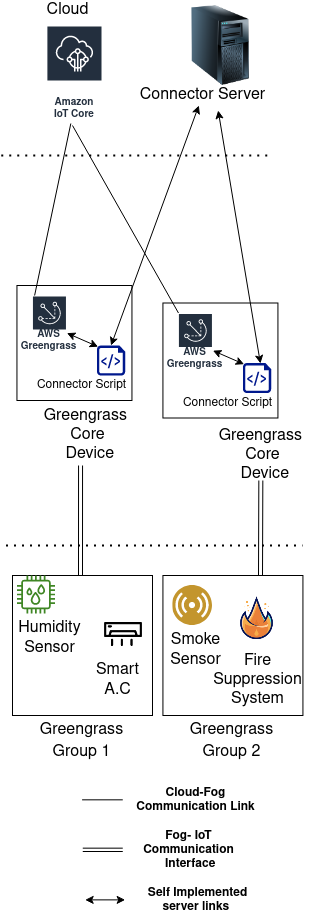 Cloud
Amazon
IoT Core
Connector Server
AWS
Greengrass
Connector Script
AWS
Greengrass
Connector Script
Greengrass
Core
Device
Greengrass
Core
Device
Humidity
Sensor
Smart
A.C
Smoke
Sensor
Fire
Suppression
System
Greengrass
Group 1
Greengrass
Group 2
Cloud-Fog
Communication Link
Fog- IoT
Communication
Interface
Self Implemented
server links